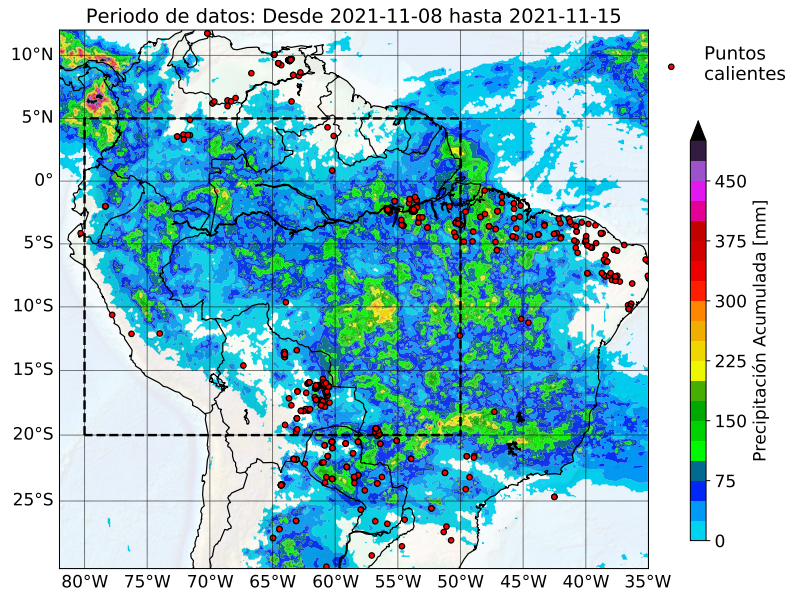 Periodo de datos: Desde 2021-11-08 hasta 2021-11-15
10°N
5°N
0°
5°S
10°S
15°S
20°S
25°S
80°W 75°W 70°W 65°W 60°W 55°W 50°W 45°W 40°W 35°W
Puntos
calientes
450
375
300
225
150
75
0
Precipitación Acumulada [mm]